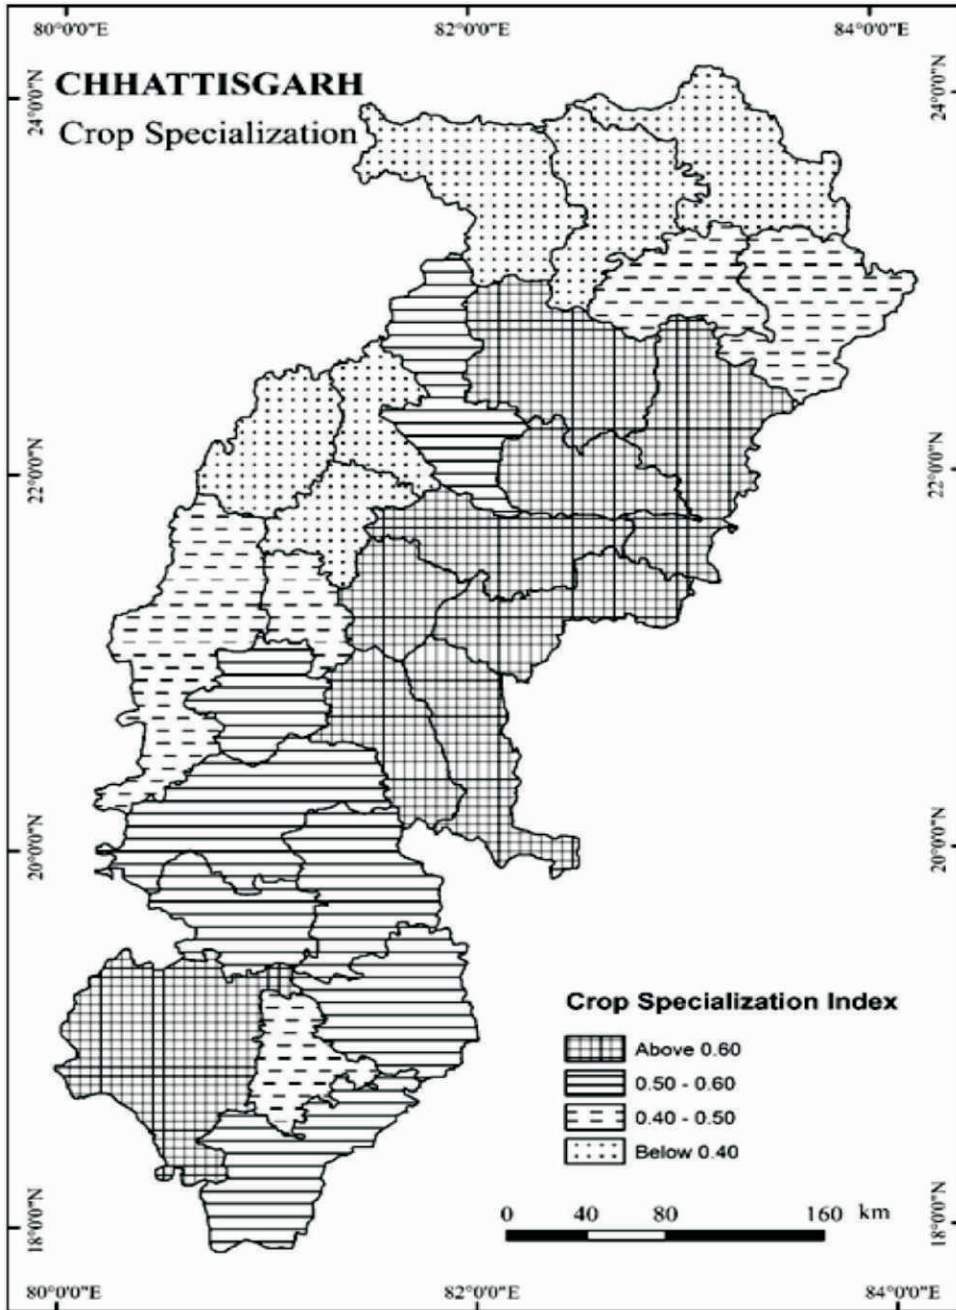 80°0'0"E 82°0'0"E 84°0'0"E
CHHATTISGARH
Crop Specialization
24°0'0"N 24°0'0"N
22°0'0"N 22°0'0"N
20°0'0"N 20°0'0"N
Crop Specialization Index
Above 0.60
0.50 - 0.60
0.40 - 0.50
Below 0.40
18°0'0"N 18°0'0"N
0 40 80 160 km
80°0'0"E 82°0'0"E 84°0'0"E